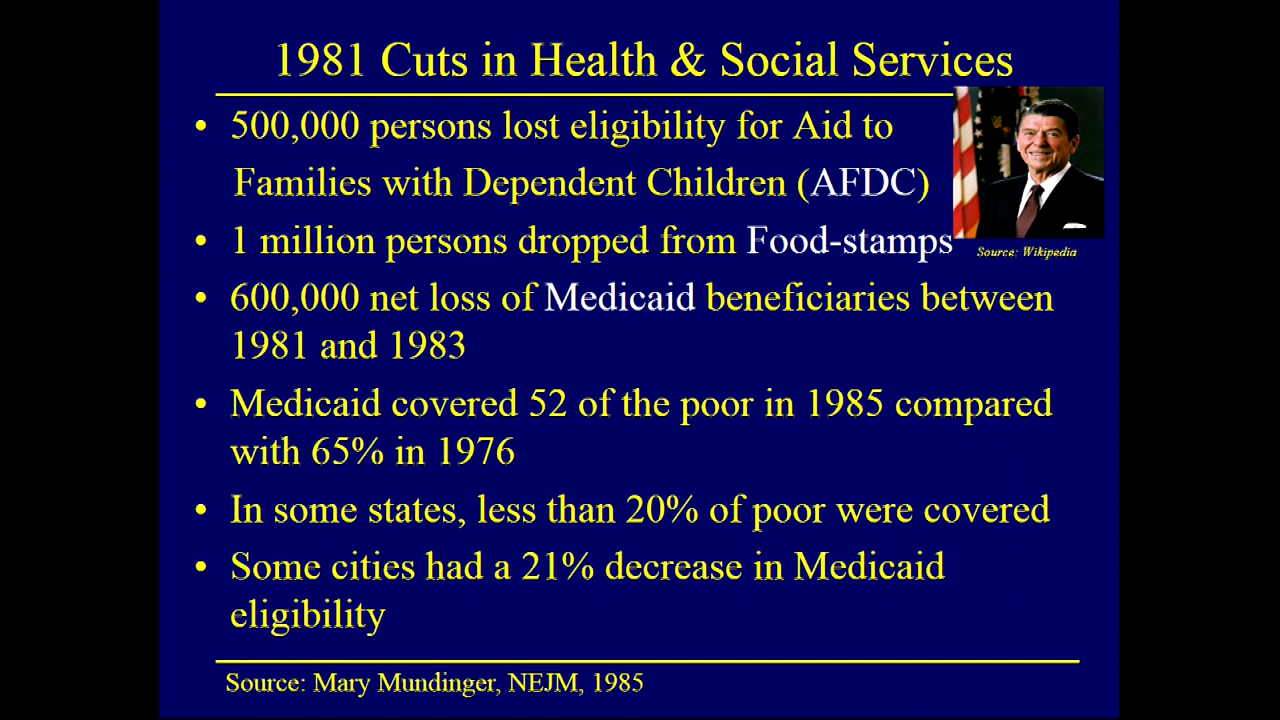 1981 Cuts in Health & Social Services
• 500,000 persons lost eligibility for Aid to
Families with Dependent Children (AFDC)
• 1 million persons dropped from Food-stamps
Source: Wikipedia
• 600,000 net loss of Medicaid beneficiaries between
1981 and 1983
• Medicaid covered 52 of the poor in 1985 compared
with 65% in 1976
• In some states, less than 20% of poor were covered
• Some cities had a 21% decrease in Medicaid
eligibility
Source: Mary Mundinger, NEJM, 1985